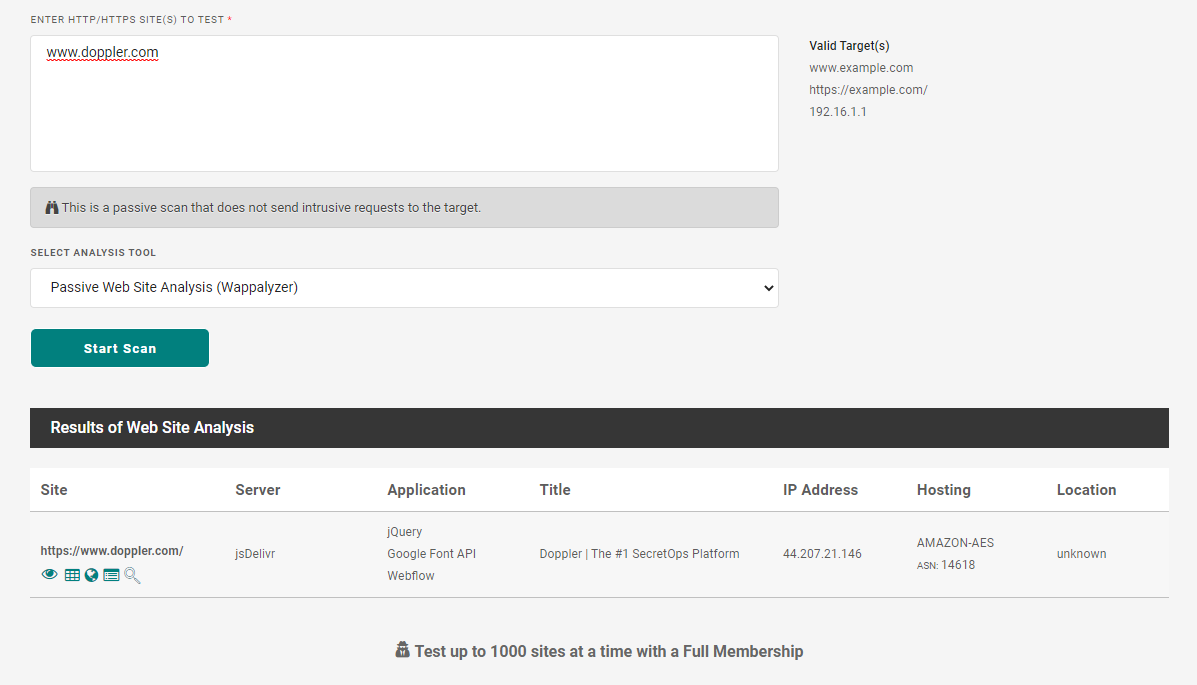 ENTER HTTP/HTTPS SITE(S) TO TEST *
www.doppler.com
Valid Target(s)
www.example.com
https://example.com/
192.16.1.1
This is a passive scan that does not send intrusive requests to the target.
SELECT ANALYSIS TOOL
Passive Web Site Analysis (Wappalyzer)
Start Scan
Results of Web Site Analysis
Site Server Application Title IP Address Hosting Location
https://www.doppler.com/
jsDelivr
jQuery
Google Font API
Webflow
Doppler | The #1 SecretOps Platform
44.207.21.146
AMAZON-AES
ASN: 14618
unknown
Test up to 1000 sites at a time with a Full Membership